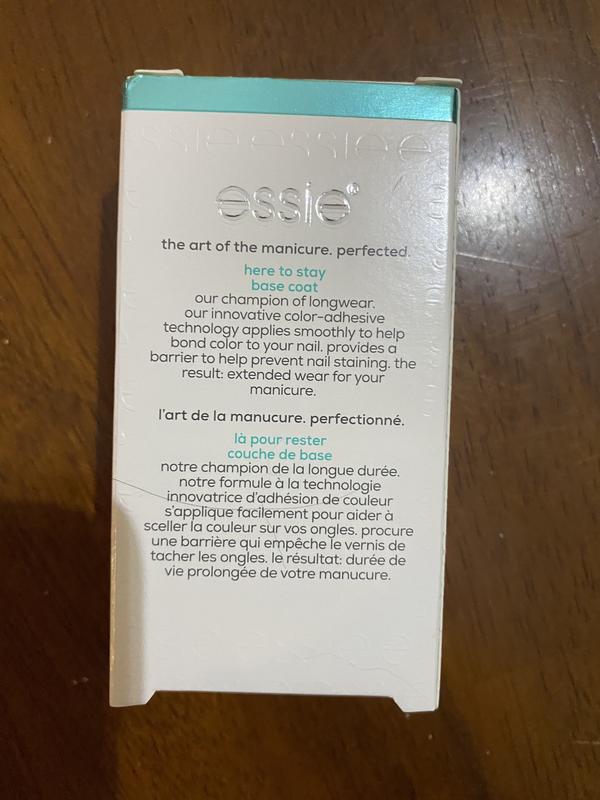 essie®
the art of the manicure. perfected.
here to stay
base coat
our champion of longwear.
our innovative color-adhesive
technology applies smoothly to help
bond color to your nail. provides a
barrier to help prevent nail staining. the
result: extended wear for your
manicure.
l'art de la manucure. perfectionné.
là pour rester
couche de base
notre champion de la longue durée.
notre formule à la technologie
innovatrice d'adhésion de couleur
s'applique facilement pour aider à
sceller la couleur sur vos ongles. procure
une barrière qui empêche le vernis de
tacher les ongles. le résultat: durée de
vie prolongée de votre manucure.